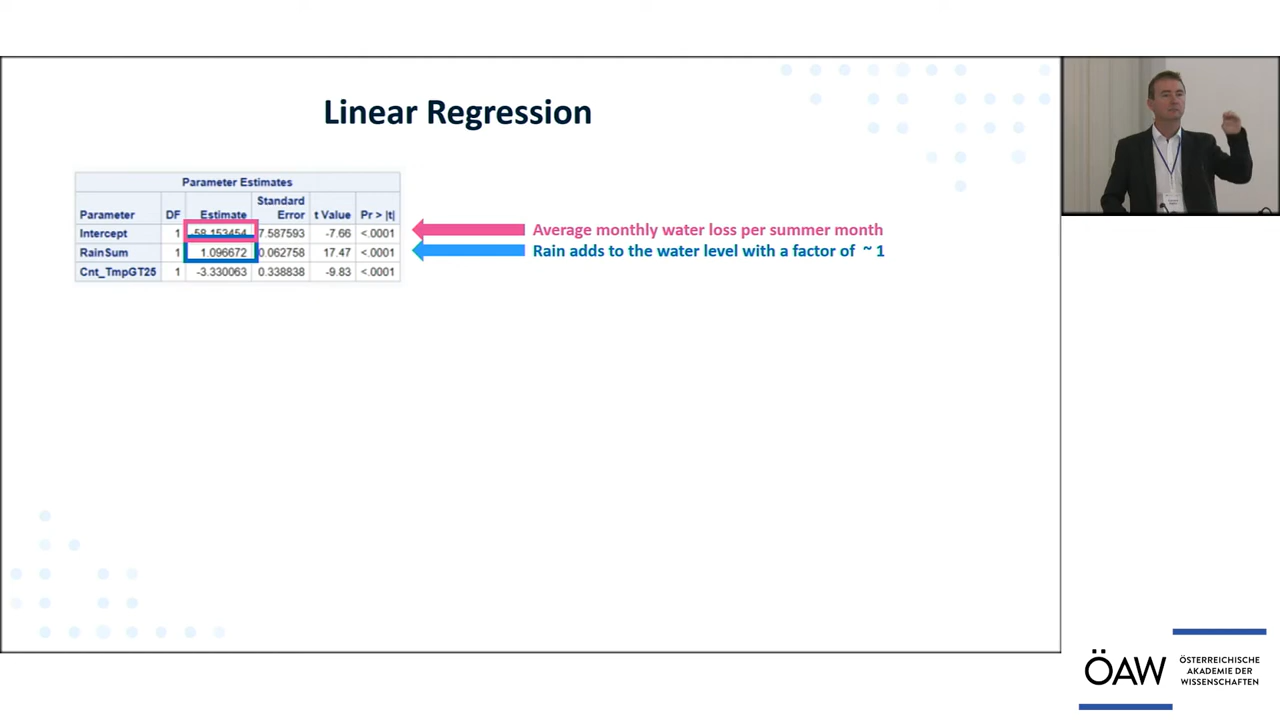 Linear Regression
Parameter Estimates
Parameter DF Estimate Standard Error t Value Pr > |t|
Intercept 1 -58.153454 7.587593 -7.66 <.0001
RainSum 1 1.096672 0.062758 17.47 <.0001
Cnt_TmpGT25 1 -3.330063 0.338838 -9.83 <.0001
Average monthly water loss per summer month
Rain adds to the water level with a factor of ~ 1
ÖAW
ÖSTERREICHISCHE
AKADEMIE DER
WISSENSCHAFTEN